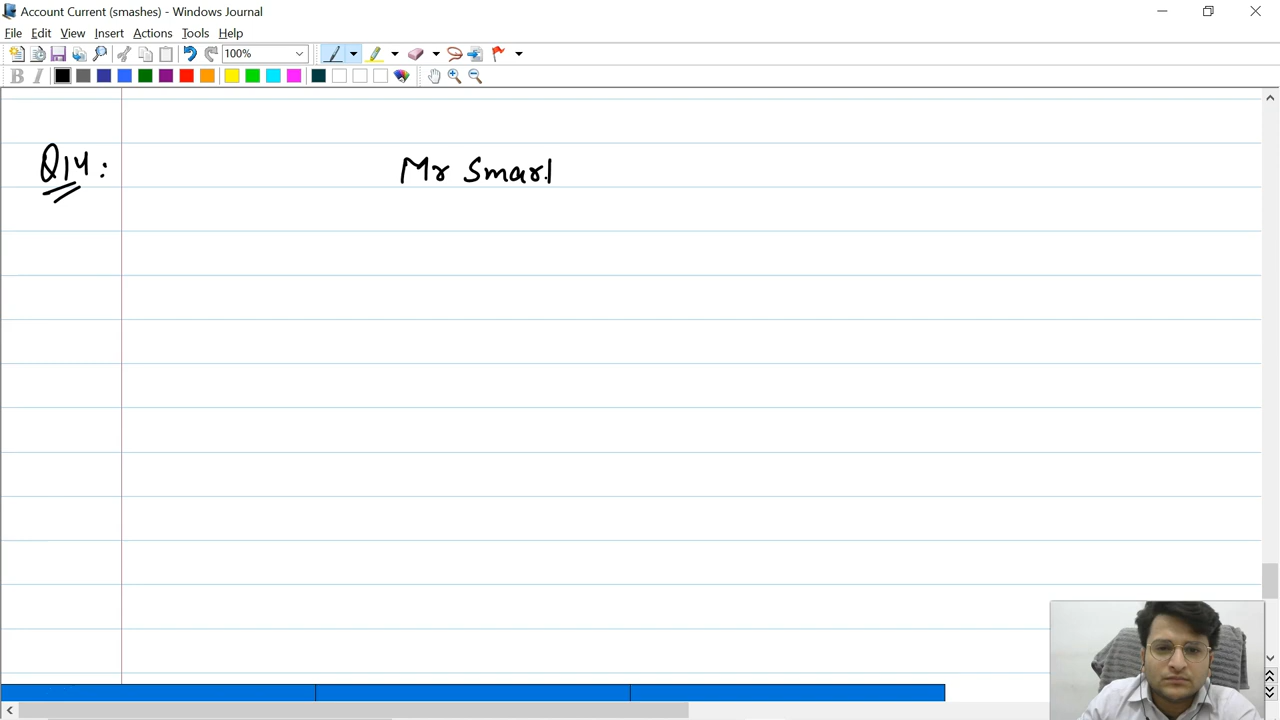 Account Current (smashes) - Windows Journal
File Edit View Insert Actions Tools Help
100%
B I
Q14: Mr Smart